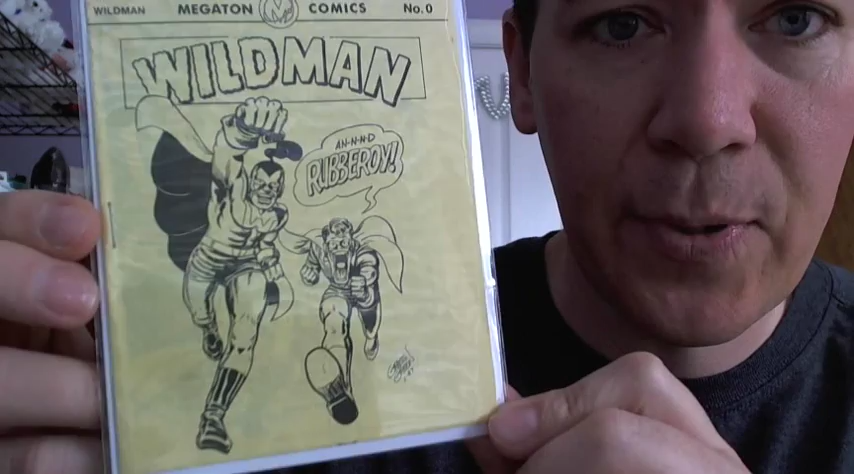 WILDMAN MEGATON COMICS No.0
WILDMAN
AN-N-N-D
RUBBEROY!